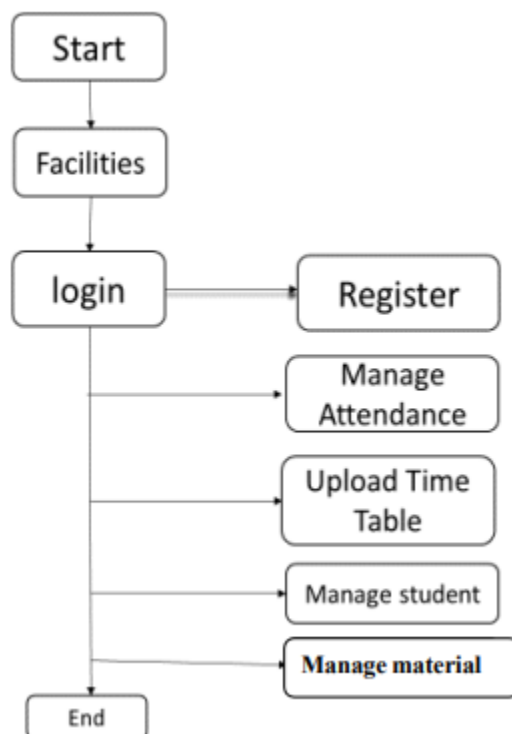 Start
Facilities
login
Register
Manage
Attendance
Upload Time
Table
Manage student
Manage material
End